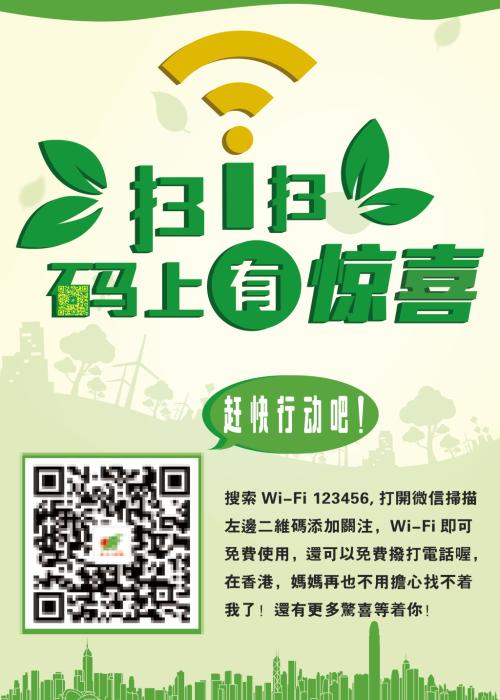 扫i扫
码上有惊喜
赶快行动吧!
搜索 Wi-Fi 123456, 打開微信掃描
左邊二維碼添加關注, Wi-Fi 即可
免費使用, 還可以免費撥打電話喔,
在香港, 媽媽再也不用擔心找不着
我了! 還有更多驚喜等着你!